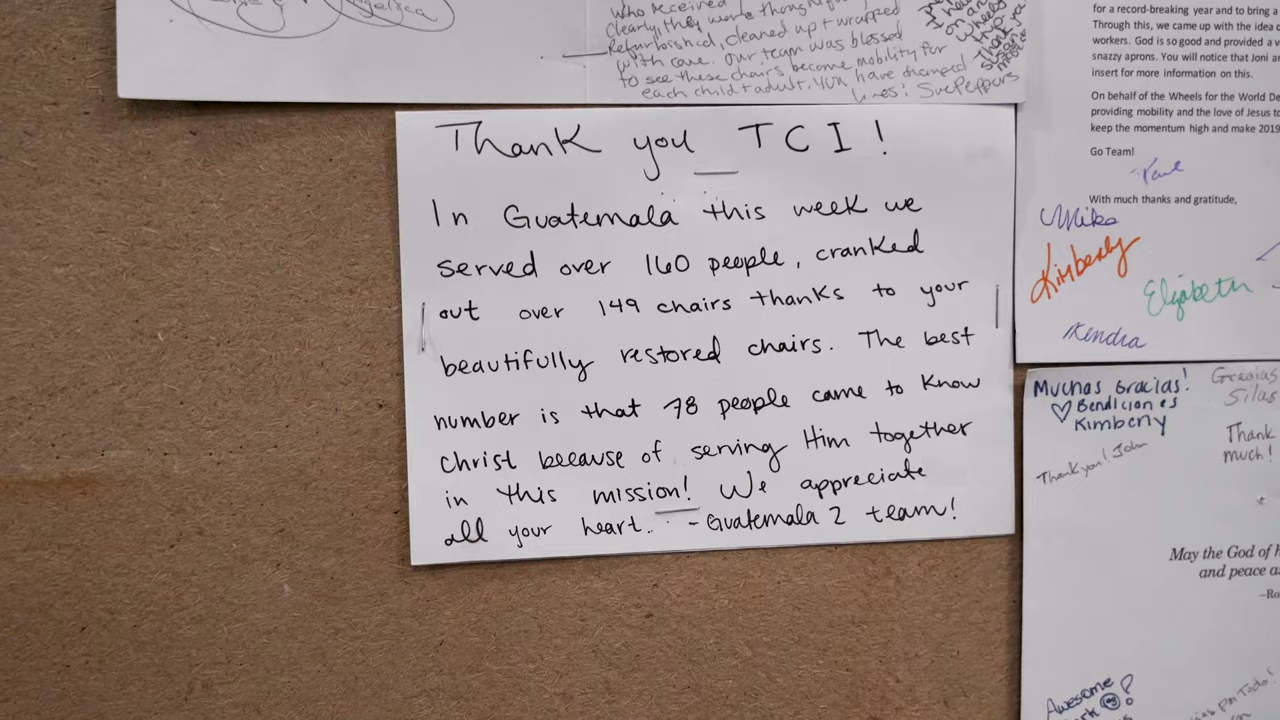 who received
Clearly, they were thoughtfully
Refurbished, cleaned up + wrapped
with care. Our team was blessed
to see these chairs become mobility for
each child + adult. You have changed
lives! Sue Peppers
Thank you TCI!
In Guatemala this week we
served over 160 people, cranked
out over 149 chairs thanks to your
beautifully restored chairs. The best
number is that 78 people came to know
Christ because of serving Him together
in this mission! We appreciate
all your heart. - Guatemala 2 team!
for a record-breaking year and to bring a
Through this, we came up with the idea o
workers. God is so good and provided a v
snazzy aprons. You will notice that Joni a
insert for more information on this.
On behalf of the Wheels for the World De
providing mobility and the love of Jesus to
keep the momentum high and make 2019
Go Team!
Paul
With much thanks and gratitude,
Mike
Kimberly
Elizabeth
Kendra
Muchas Gracias!
Bendiciones
Kimberly
Gracias
Silas
Thank you! John
Thank
much!
May the God of h
and peace a
–Ro
Awesome